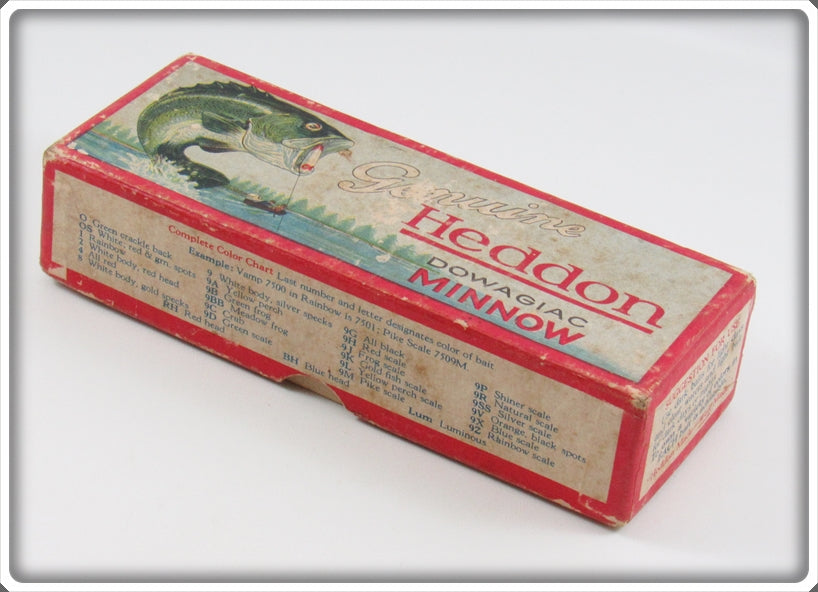 Genuine
Heddon
DOWAGIAC
MINNOW
Complete Color Chart Last number and letter designates color of bait
Example: Vamp 7500 in Rainbow is 7501; Pike Scale 7509M.
O Green crackle back
OS White, red & grn. spots
1 Rainbow
2 White body, red head
4 All red
8 White body, gold specks
RH Red head
9 White body, silver specks
9A Yellow perch
9B Green frog
9BB Meadow frog
9C Crab
9D Green scale
BH Blue head
9G All black
9H Red scale
9J Frog scale
9K Gold fish scale
9L Yellow perch scale
9M Pike scale
Lum Luminous
9P Shiner scale
9R Natural scale
9SS Silver scale
9V Orange, black spots
9X Blue scale
9Z Rainbow scale
SUGGESTION FOR USE